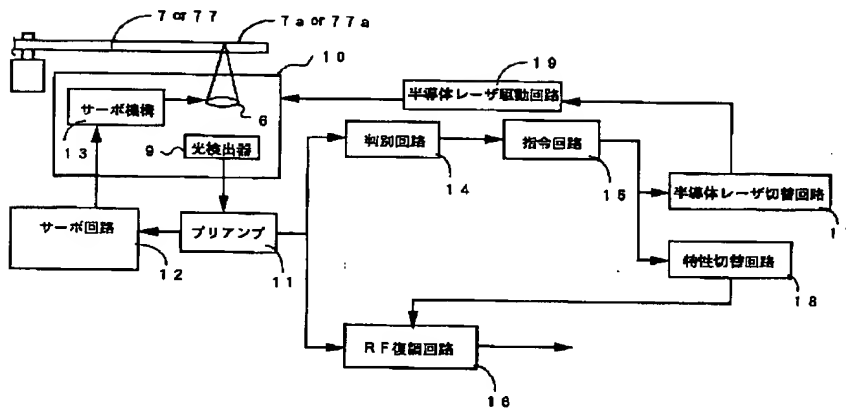 7 or 77
7a or 77a
10
19
半導体レーザ駆動回路
サーボ機構
6
13
9
光検出器
判別回路
指令回路
14
15
半導体レーザ切替回路
サーボ回路
プリアンプ
12
11
特性切替回路
18
RF復調回路
16